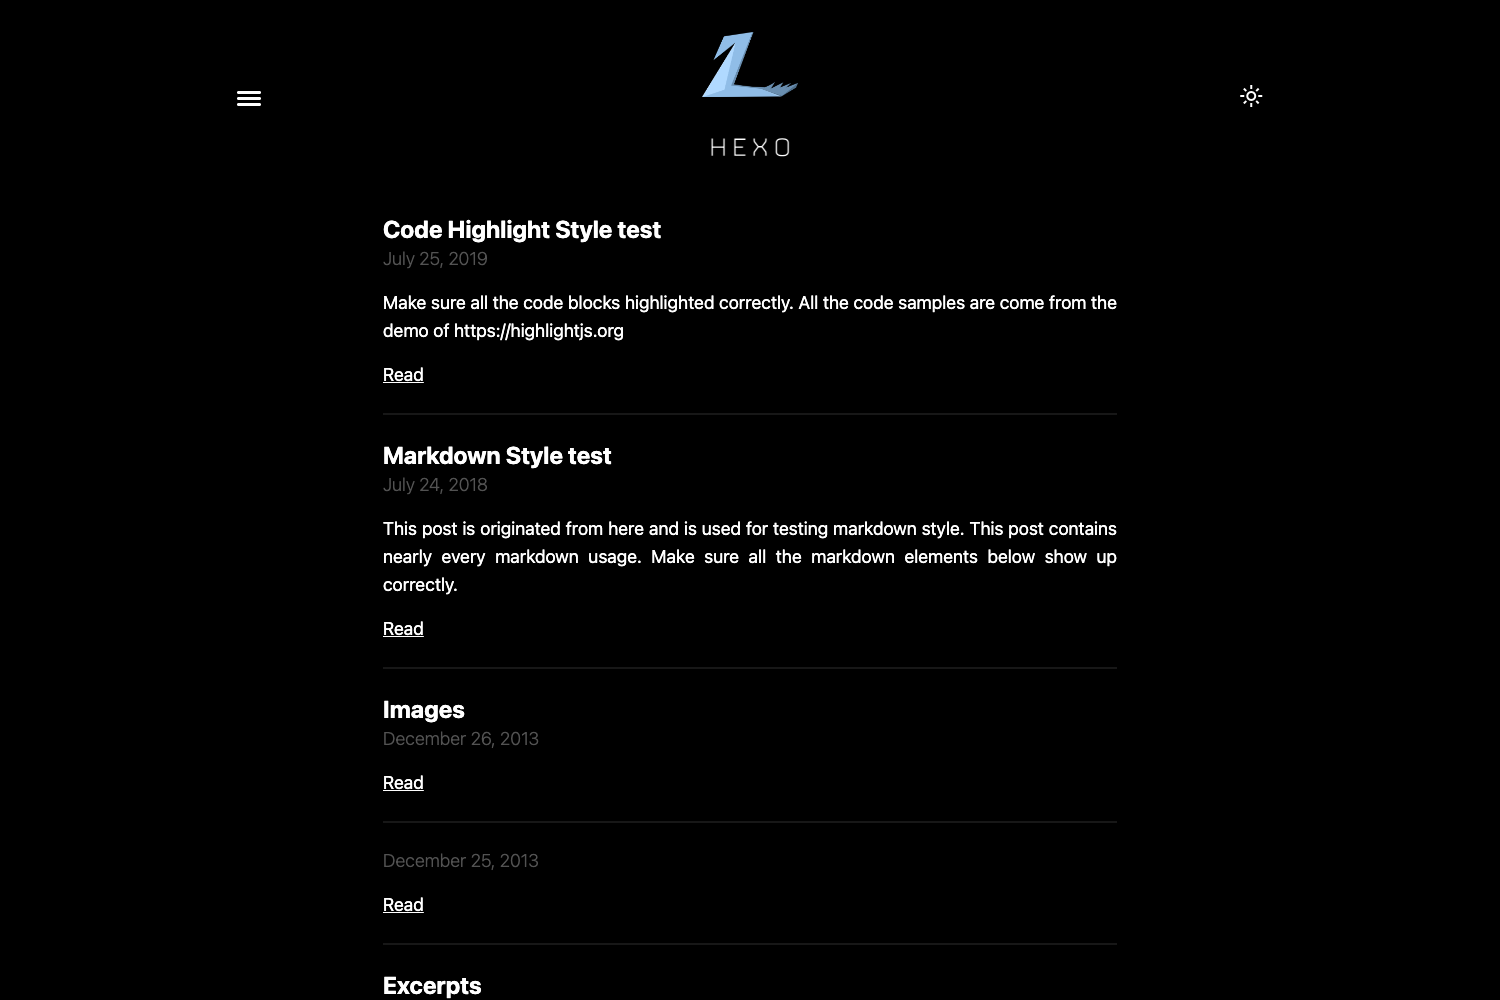 HEXO
Code Highlight Style test
July 25, 2019
Make sure all the code blocks highlighted correctly. All the code samples are come from the
demo of https://highlightjs.org
Read
Markdown Style test
July 24, 2018
This post is originated from here and is used for testing markdown style. This post contains
nearly every markdown usage. Make sure all the markdown elements below show up
correctly.
Read
Images
December 26, 2013
Read
December 25, 2013
Read
Excerpts